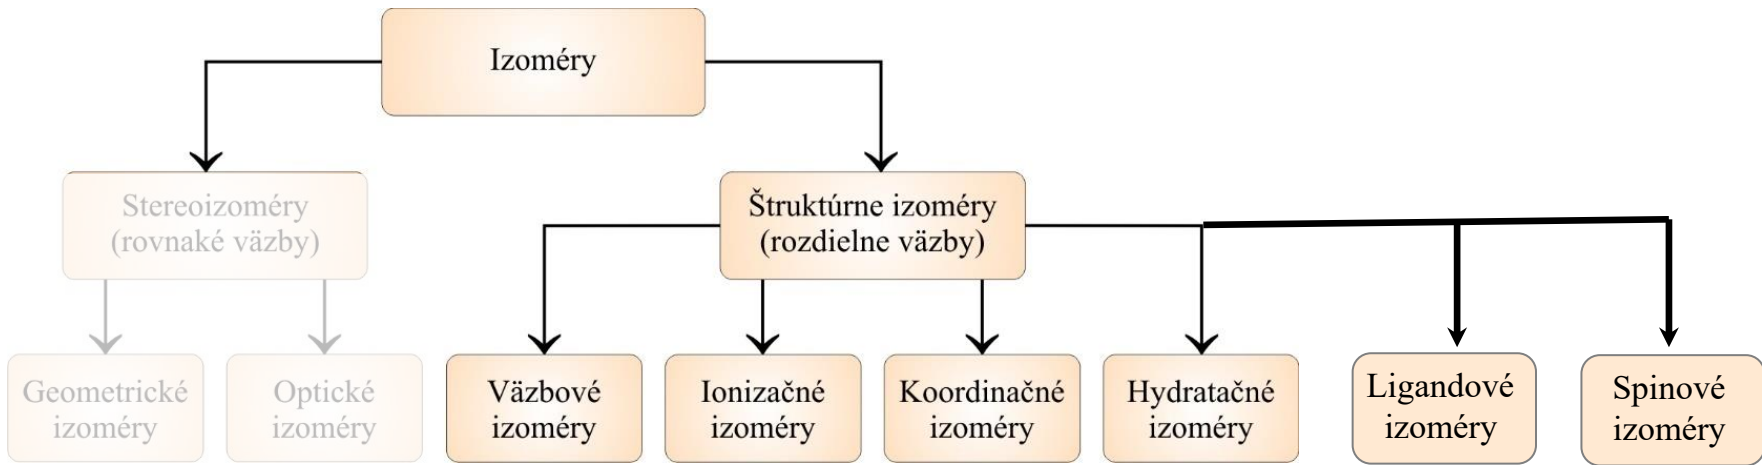 Izoméry
Stereoizoméry
(rovnaké väzby)
Štruktúrne izoméry
(rozdielne väzby)
Geometrické
izoméry
Optické
izoméry
Väzbové
izoméry
Ionizačné
izoméry
Koordinačné
izoméry
Hydratačné
izoméry
Ligandové
izoméry
Spinové
izoméry